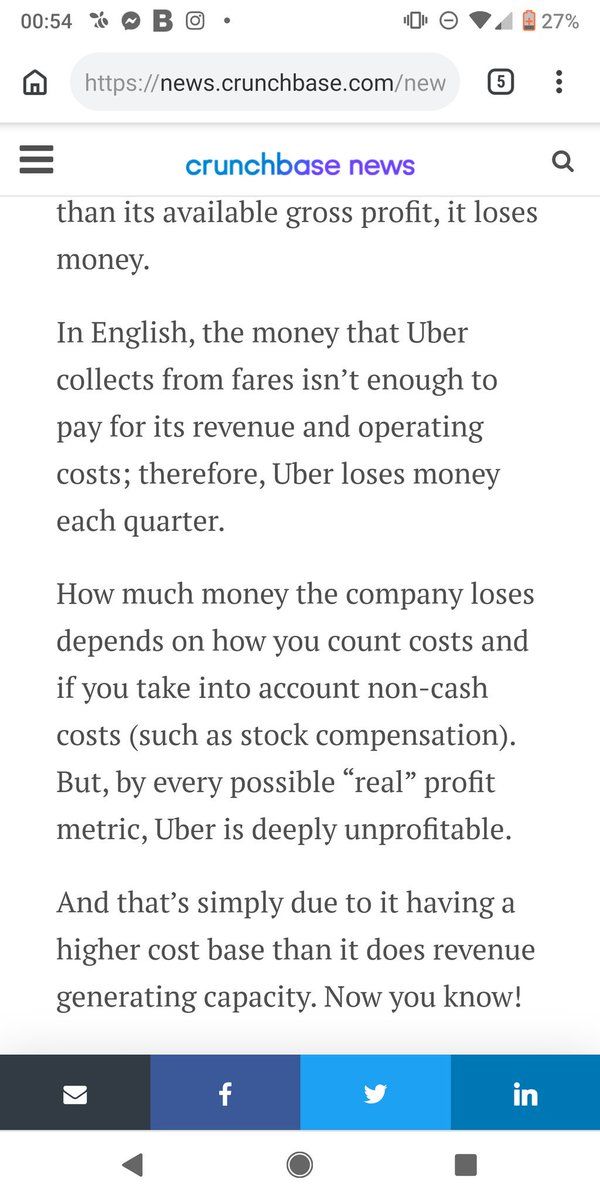 00:54 27%
https://news.crunchbase.com/new 5
crunchbase news
than its available gross profit, it loses
money.
In English, the money that Uber
collects from fares isn’t enough to
pay for its revenue and operating
costs; therefore, Uber loses money
each quarter.
How much money the company loses
depends on how you count costs and
if you take into account non-cash
costs (such as stock compensation).
But, by every possible “real” profit
metric, Uber is deeply unprofitable.
And that’s simply due to it having a
higher cost base than it does revenue
generating capacity. Now you know!